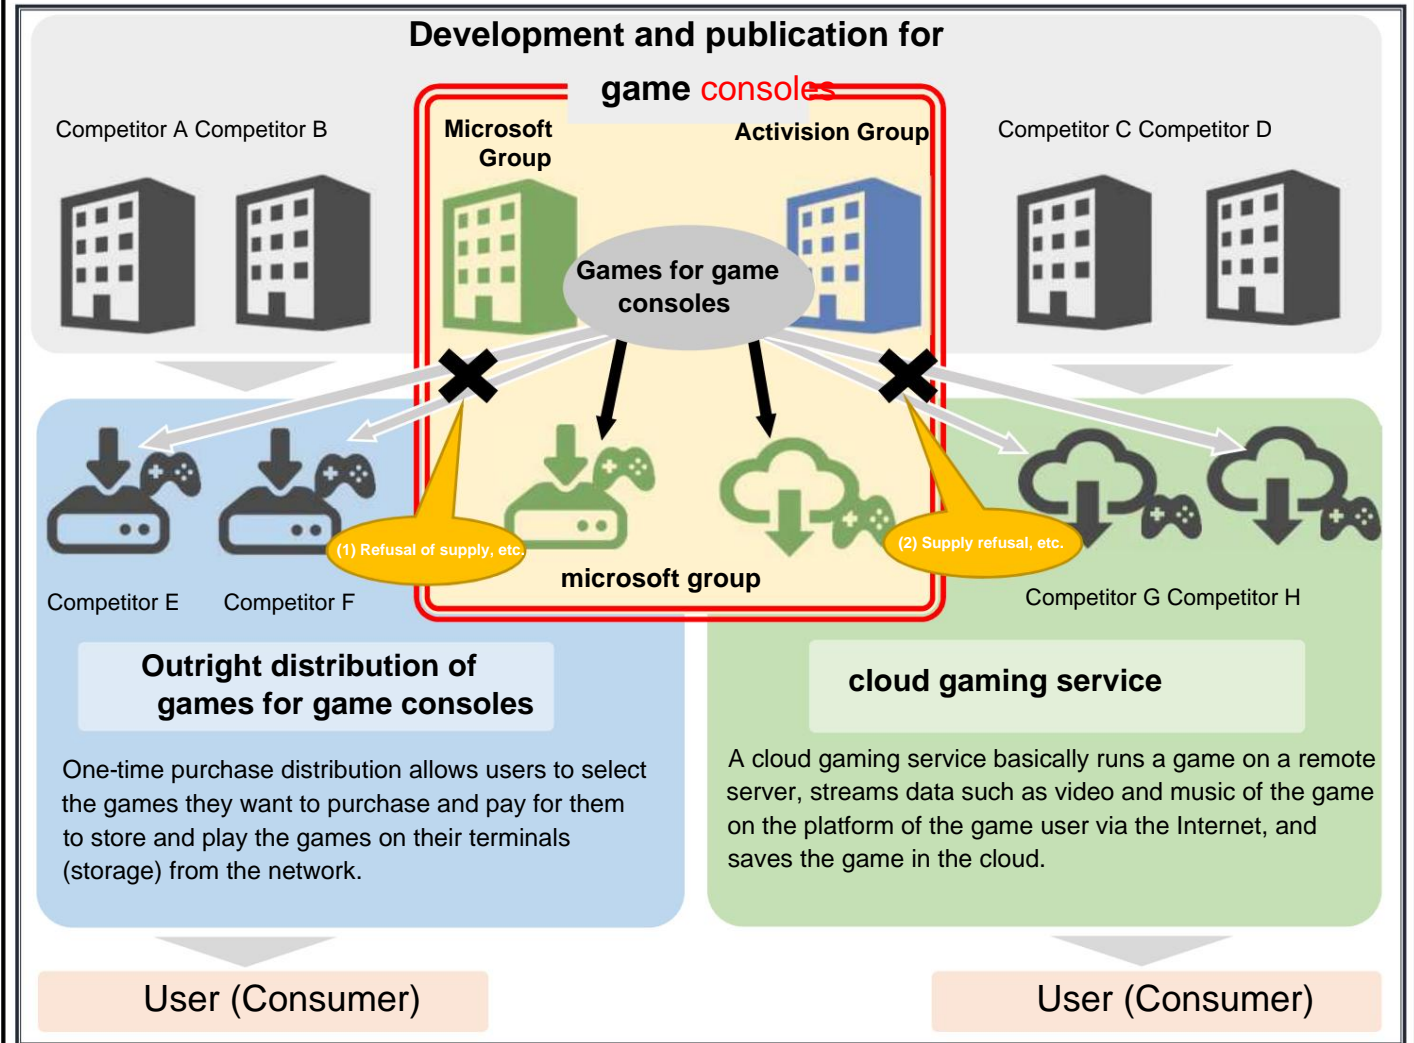 Development and publication for
game consoles
Competitor A Competitor B
Microsoft
Group
Activision Group
Competitor C Competitor D
Games for game
consoles
(1) Refusal of supply, etc.
(2) Supply refusal, etc.
microsoft group
Competitor E
Competitor F
Competitor G Competitor H
Outright distribution of
games for game consoles
One-time purchase distribution allows users to select
the games they want to purchase and pay for them
to store and play the games on their terminals
(storage) from the network.
cloud gaming service
A cloud gaming service basically runs a game on a remote
server, streams data such as video and music of the game
on the platform of the game user via the Internet, and
saves the game in the cloud.
User (Consumer)
User (Consumer)